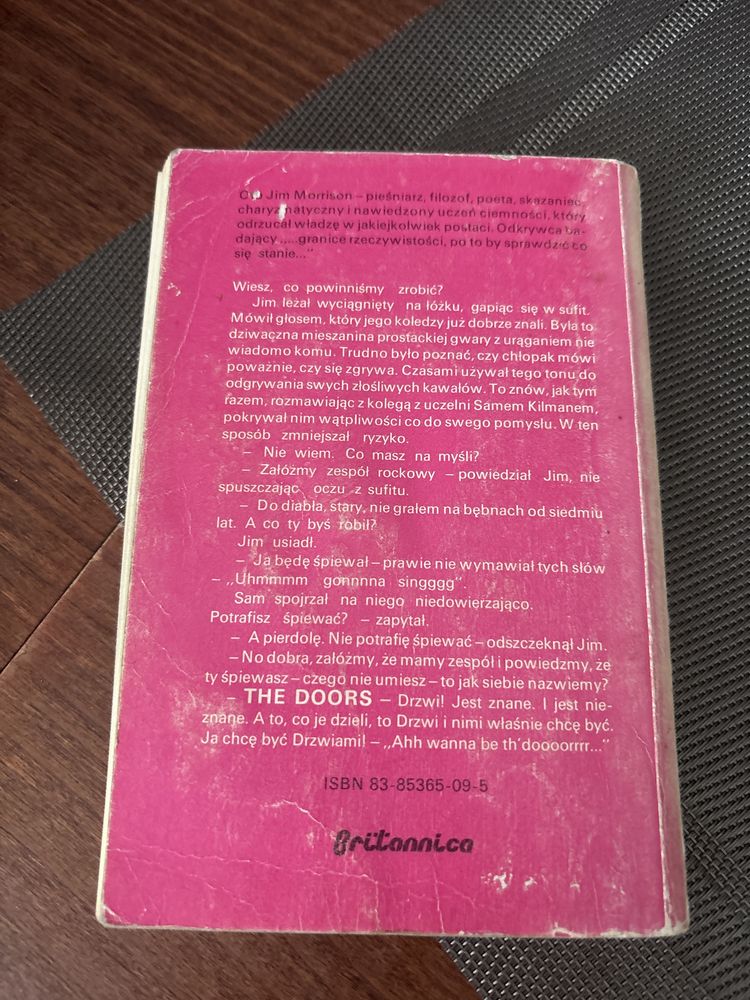 Oto Jim Morrison – pieśniarz, filozof, poeta, skazaniec,
charyzmatyczny i nawiedzony uczeń ciemności, który
odrzucał władzę w jakiejkolwiek postaci. Odkrywca ba-
dający .....granice rzeczywistości, po to by sprawdzić co
się stanie..."
Wiesz, co powinniśmy zrobić?
Jim leżał wyciągnięty na łóżku, gapiąc się w sufit.
Mówił głosem, który jego koledzy już dobrze znali. Była to
dziwaczna mieszanina prostackiej gwary z urąganiem nie
wiadomo komu. Trudno było poznać, czy chłopak mówi
poważnie, czy się zgrywa. Czasami używał tego tonu do
odgrywania swych złośliwych kawałów. To znów, jak tym
razem, rozmawiając z kolegą z uczelni Samem Kilmanem,
pokrywał nim wątpliwości co do swego pomysłu. W ten
sposób zmniejszał ryzyko.
– Nie wiem. Co masz na myśli?
– Załóżmy zespół rockowy – powiedział Jim, nie
spuszczając oczu z sufitu.
– Do diabła, stary, nie grałem na bębnach od siedmiu
lat. A co ty byś robił?
Jim usiadł.
– Ja będę śpiewał – prawie nie wymawiał tych słów
– „Uhmmmm gonnnna singggg".
Sam spojrzał na niego niedowierzająco.
Potrafisz śpiewać? – zapytał.
– A pierdolę. Nie potrafię śpiewać – odszczeknął Jim.
– No dobra, załóżmy, że mamy zespół i powiedzmy, że
ty śpiewasz – czego nie umiesz – to jak siebie nazwiemy?
– THE DOORS – Drzwi! Jest znane. I jest nie-
znane. A to, co je dzieli, to Drzwi i nimi właśnie chcę być.
Ja chcę być Drzwiami! – „Ahh wanna be th'doooorrrr..."
ISBN 83-85365-09-5
Britannica